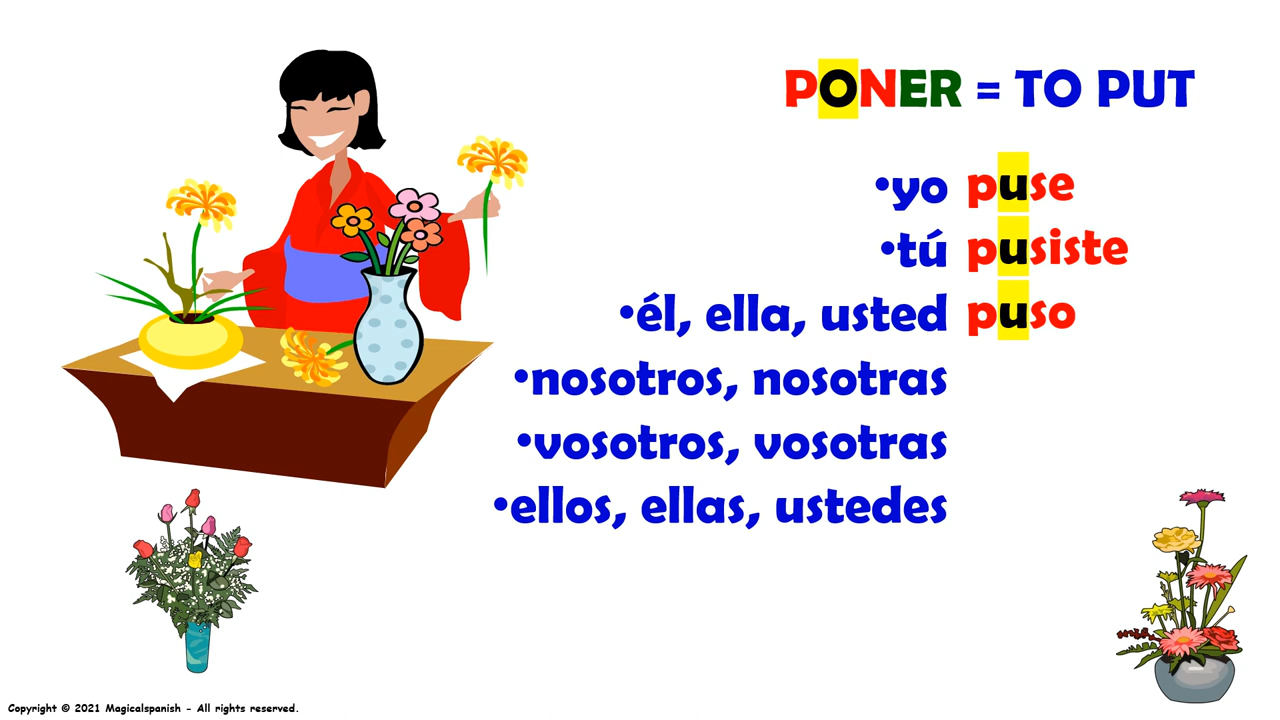 PONER = TO PUT
•yo puse
•tú pusiste
•él, ella, usted puso
•nosotros, nosotras
•vosotros, vosotras
•ellos, ellas, ustedes
Copyright © 2021 Magicalspanish - All rights reserved.